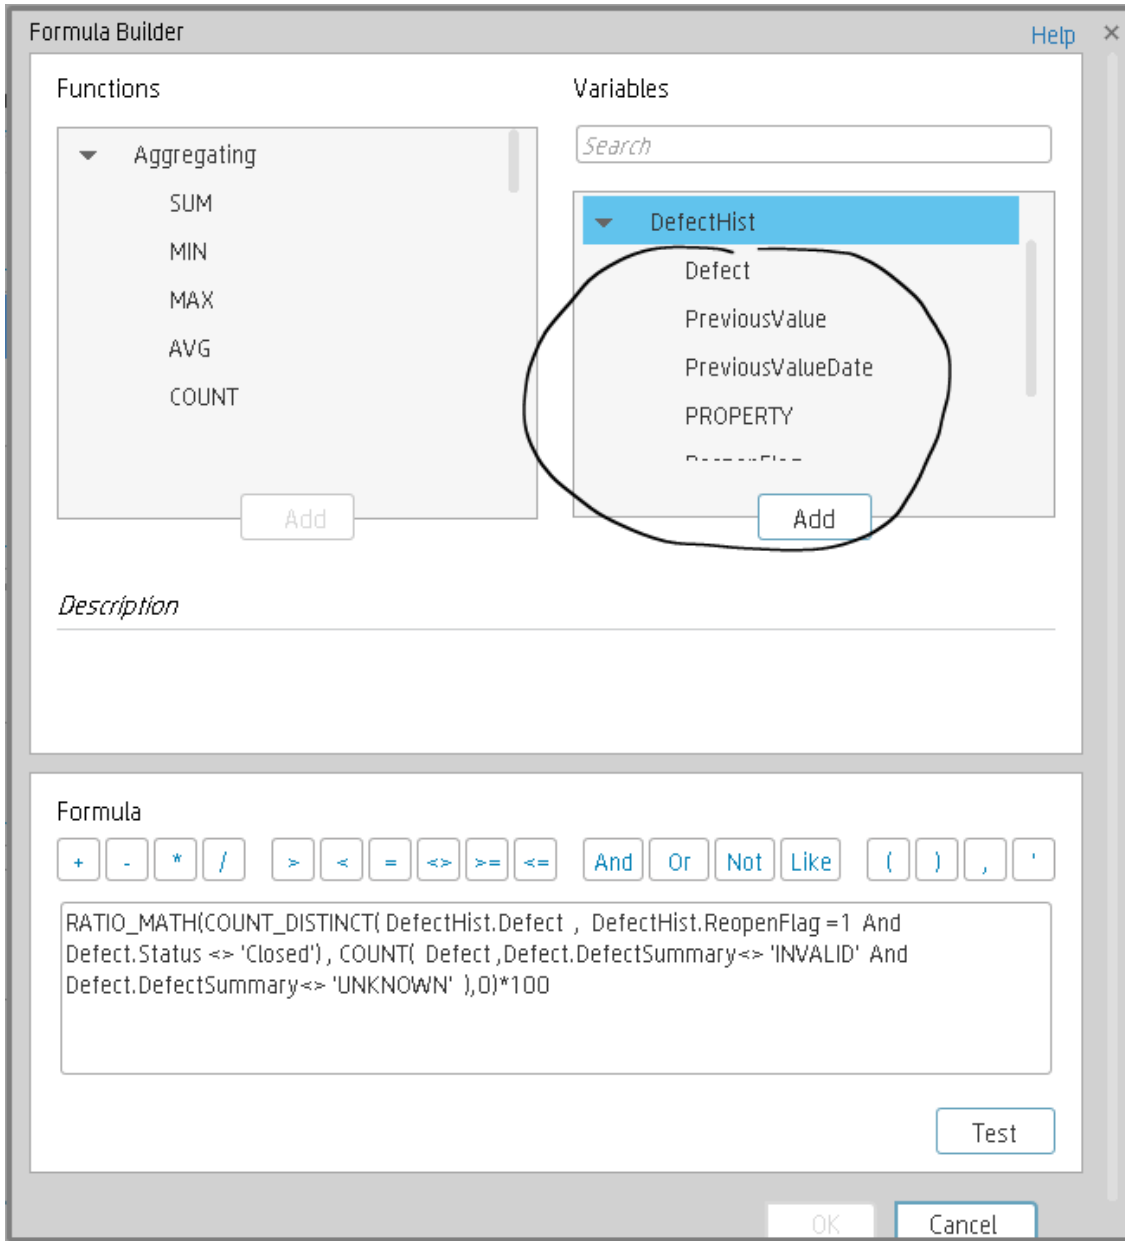 Formula Builder
Help
Functions
Variables
Aggregating
SUM
MIN
MAX
AVG
COUNT
Add
Search
DefectHist
Defect
PreviousValue
PreviousValueDate
PROPERTY
Add
Description
Formula
+ - * / > < = <> >= <= And Or Not Like ( ) , '
RATIO_MATH(COUNT_DISTINCT( DefectHist.Defect , DefectHist.ReopenFlag =1 And
Defect.Status <> 'Closed') , COUNT( Defect ,Defect.DefectSummary<> 'INVALID' And
Defect.DefectSummary<> 'UNKNOWN' ),0)*100
Test
OK
Cancel